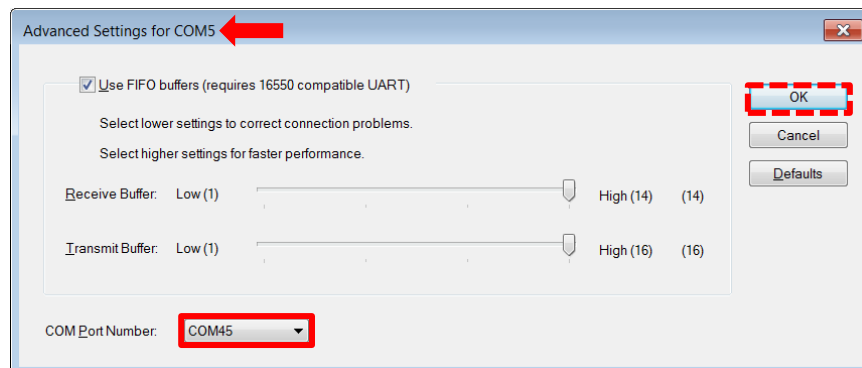 Advanced Settings for COM5
Use FIFO buffers (requires 16550 compatible UART)
OK
Select lower settings to correct connection problems.
Cancel
Select higher settings for faster performance.
Defaults
Receive Buffer: Low (1) High (14) (14)
Transmit Buffer: Low (1) High (16) (16)
COM Port Number: COM45